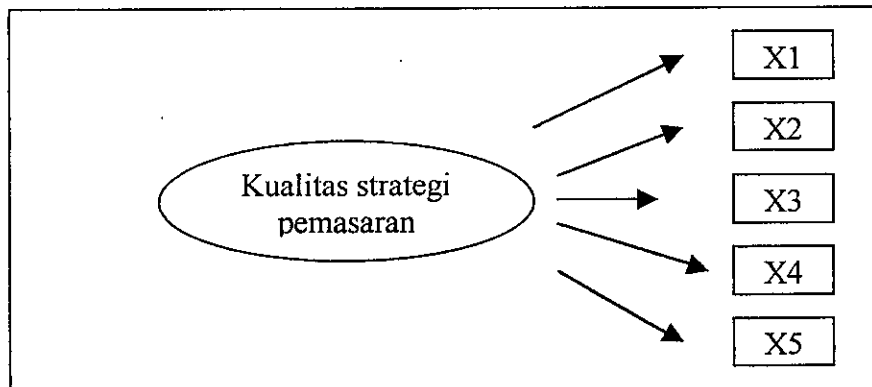 X1
X2
Kualitas strategi
pemasaran
X3
X4
X5